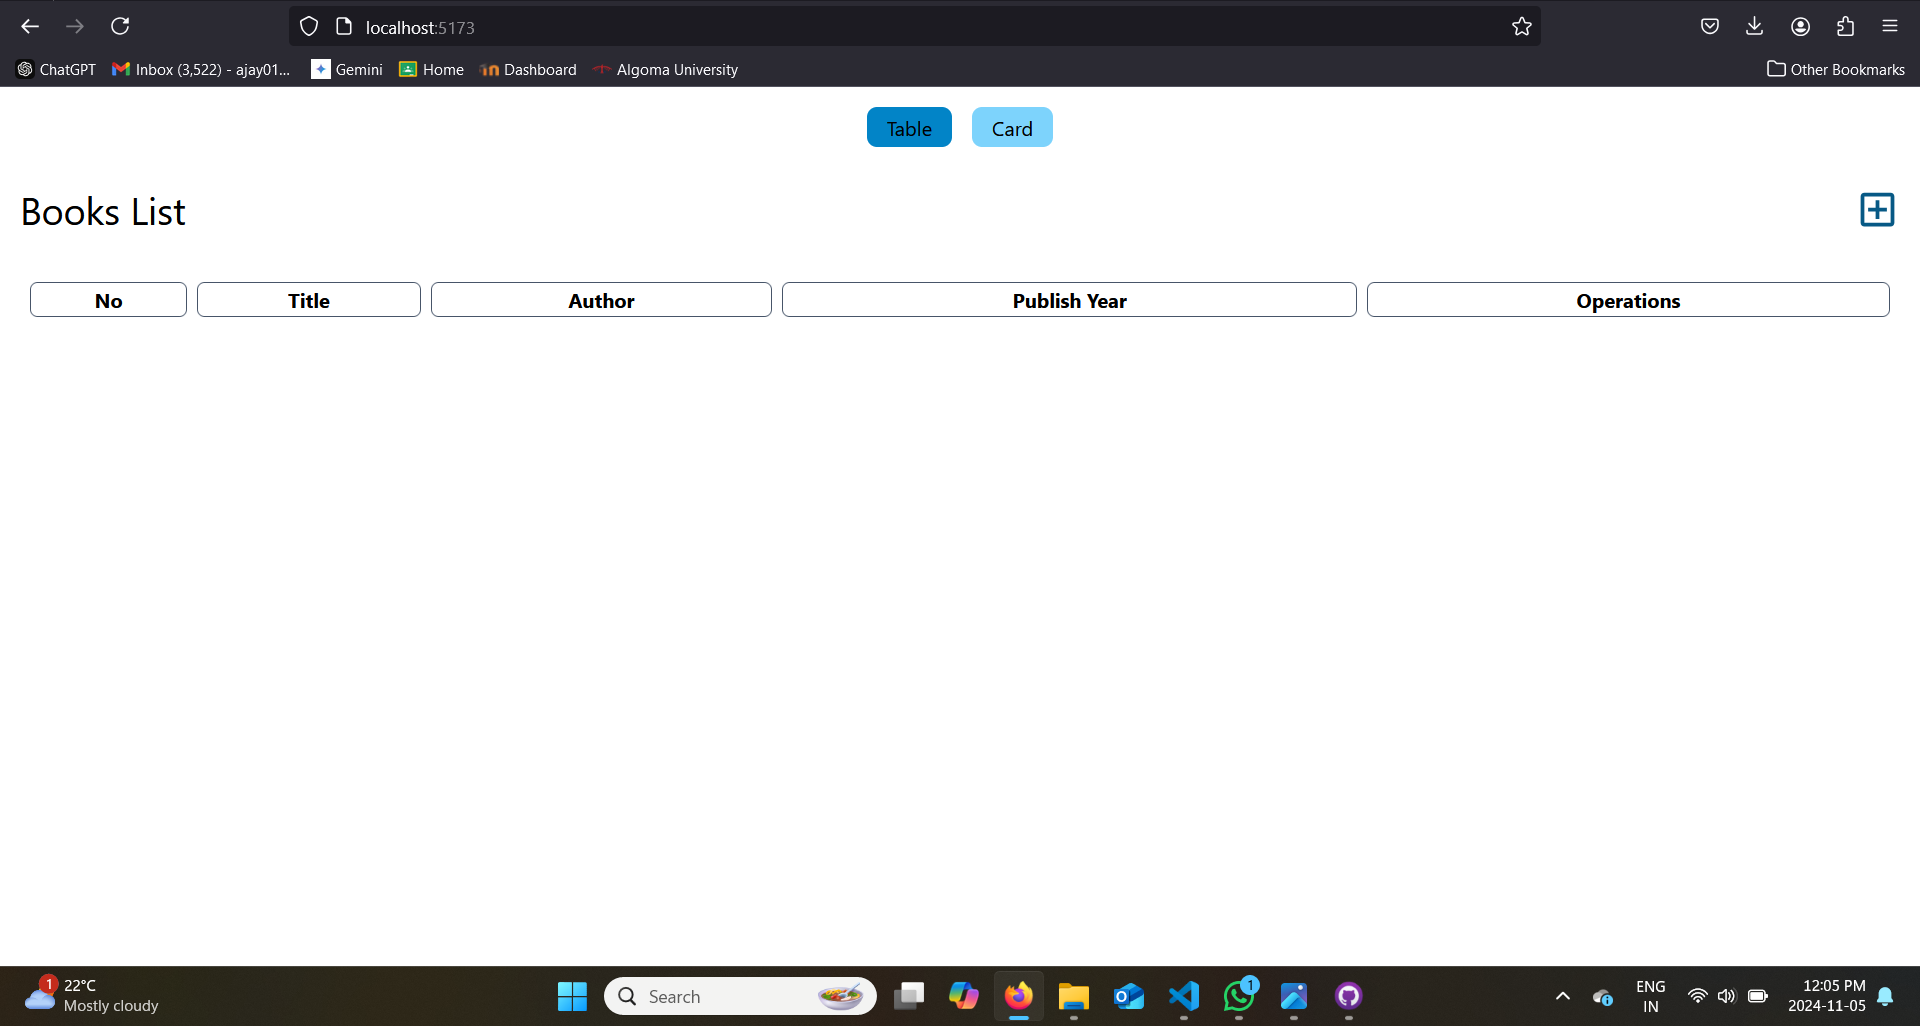 localhost:5173
ChatGPT Inbox (3,522) - ajay01... Gemini Home Dashboard Algoma University Other Bookmarks
Table Card
Books List
No Title Author Publish Year Operations
1 22°C
Mostly cloudy
Search
1
ENG
IN
12:05 PM
2024-11-05